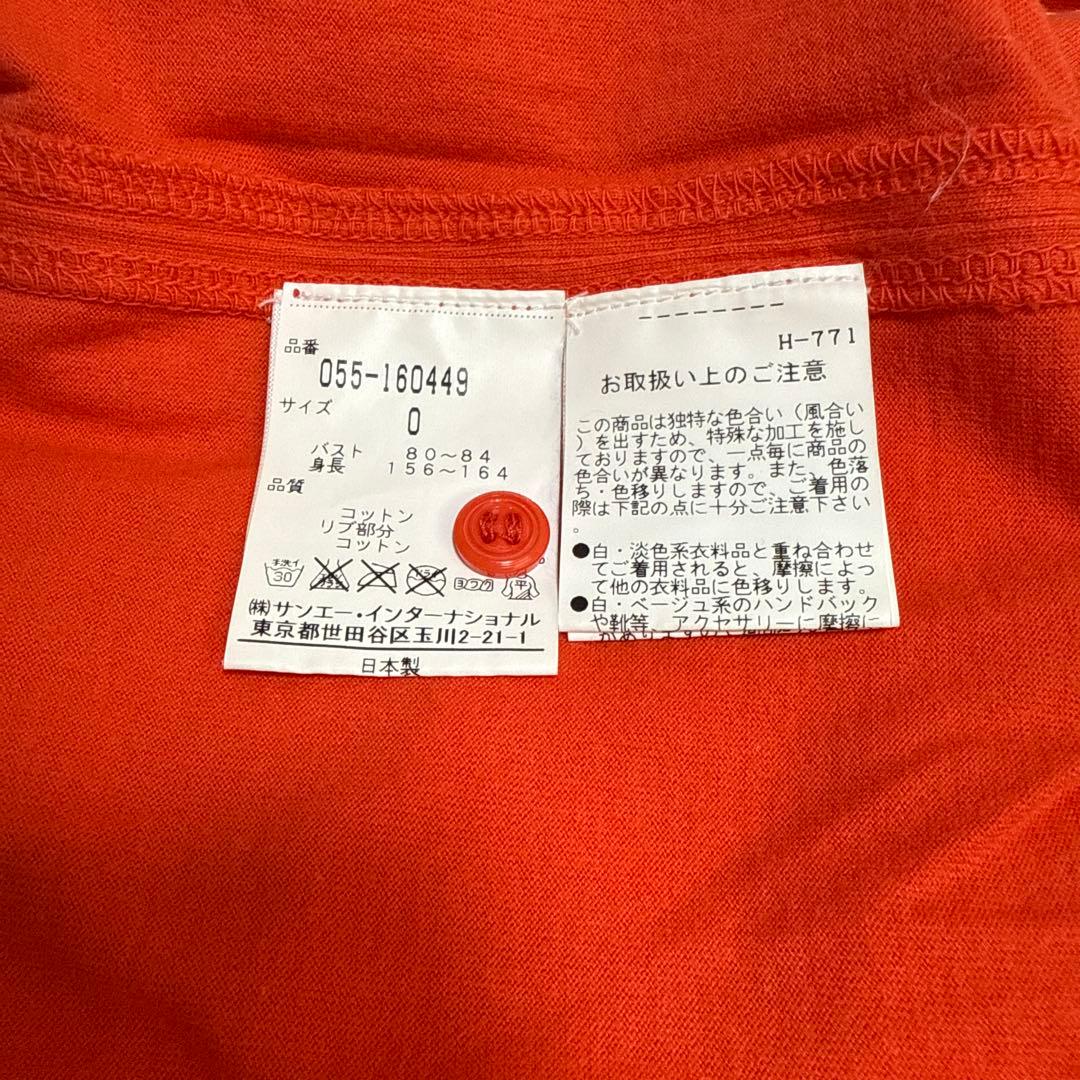 品番
055-160449
サイズ
0
バスト 80～84
身長 156～164
品質
コットン
リブ部分
コットン
手洗イ
30
ヨワク
平
㈱サンエー・インターナショナル
東京都世田谷区玉川2-21-1
日本製
--------
H-771
お取扱い上のご注意
この商品は独特な色合い（風合い
）を出すため、特殊な加工を施し
ておりますので、一点毎に商品の
色合いが異なります。また、色落
ち・色移りしますので、ご着用の
際は下記の点に十分ご注意下さい
。
●白・淡色系衣料品と重ね合わせ
てご着用されると、摩擦によっ
て他の衣料品に色移りします。
●白・ベージュ系のハンドバック
や靴等、アクセサリーに摩擦に